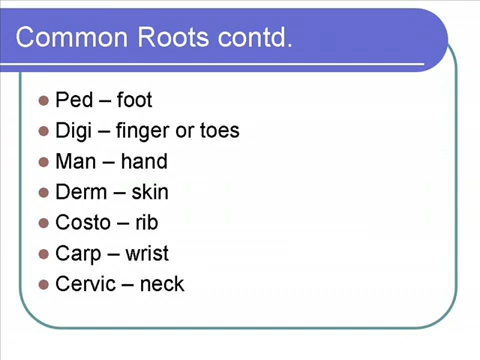 Common Roots contd.
Ped – foot
Digi – finger or toes
Man – hand
Derm – skin
Costo – rib
Carp – wrist
Cervic – neck